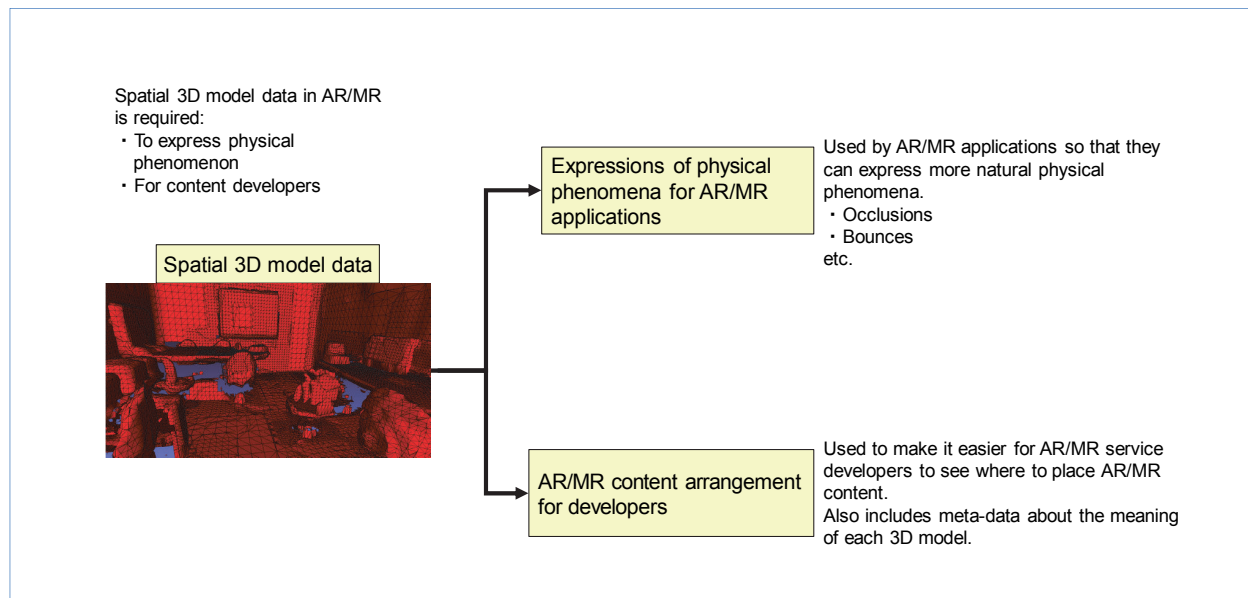 Spatial 3D model data in AR/MR
is required:
・To express physical
phenomenon
・For content developers
Spatial 3D model data
Expressions of physical
phenomena for AR/MR
applications
Used by AR/MR applications so that they
can express more natural physical
phenomena.
・Occlusions
・Bounces
etc.
AR/MR content arrangement
for developers
Used to make it easier for AR/MR service
developers to see where to place AR/MR
content.
Also includes meta-data about the meaning
of each 3D model.